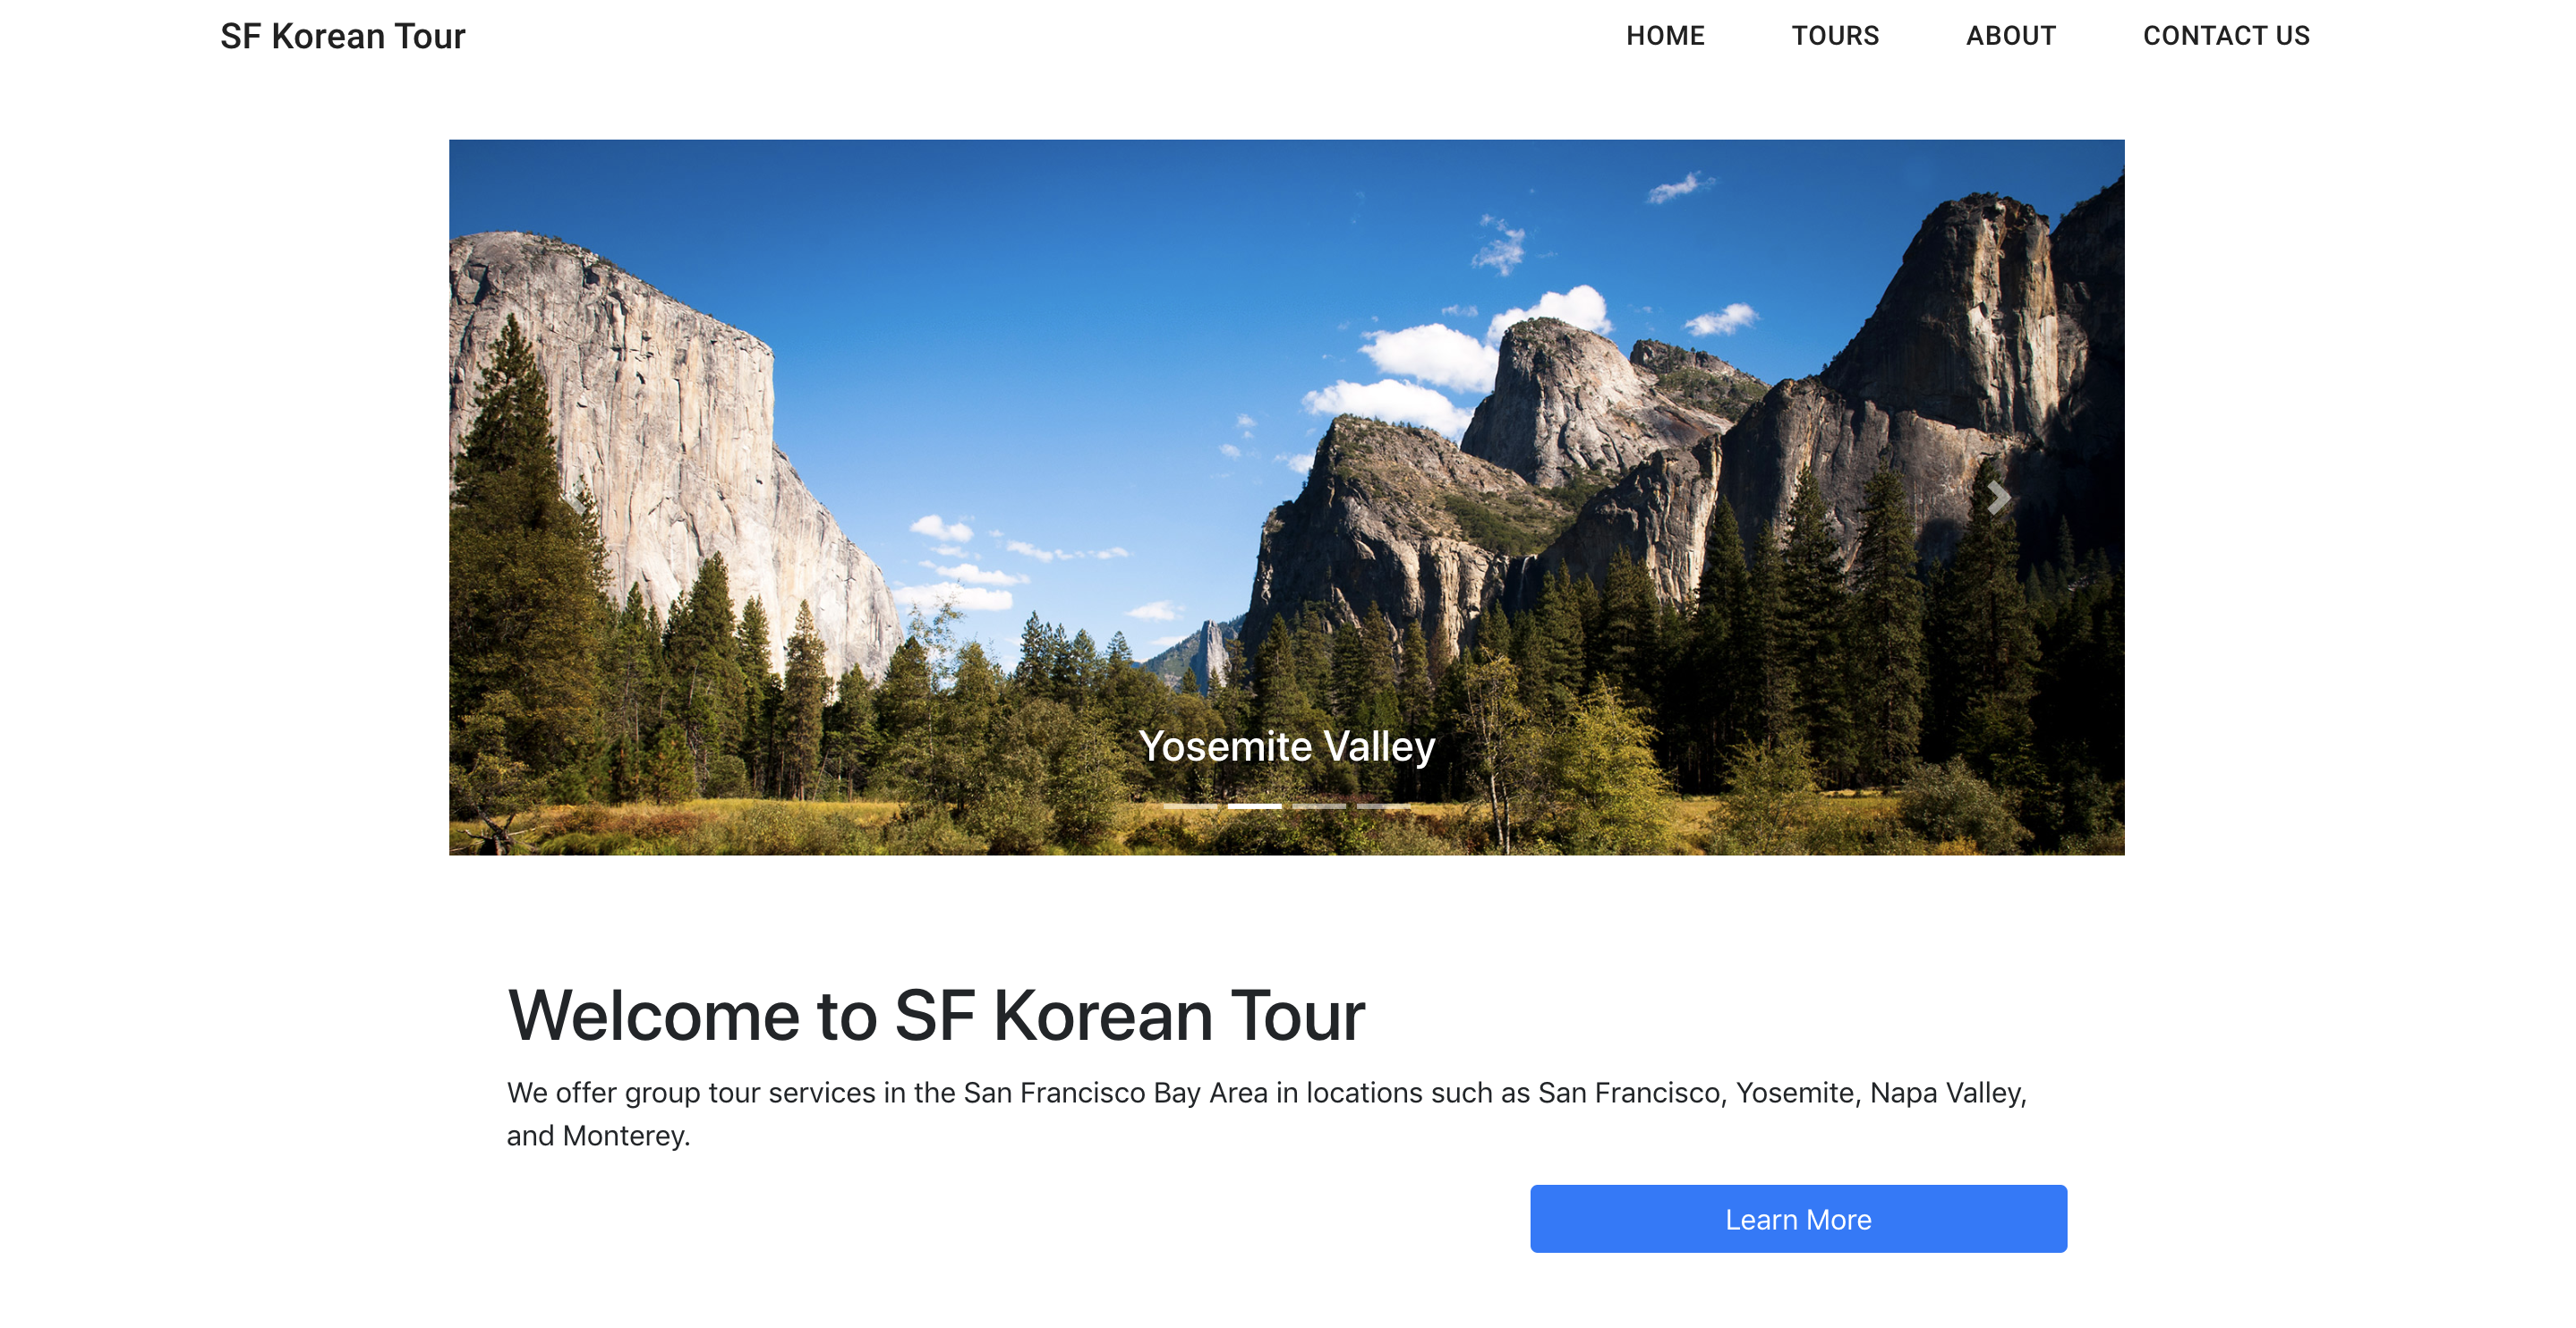 SF Korean Tour
HOME TOURS ABOUT CONTACT US
Yosemite Valley
Welcome to SF Korean Tour
We offer group tour services in the San Francisco Bay Area in locations such as San Francisco, Yosemite, Napa Valley,
and Monterey.
Learn More